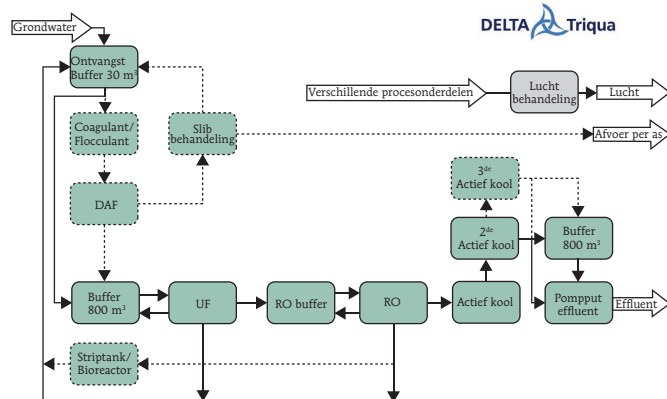 Grondwater
DELTA Triqua
Ontvangst
Buffer 30 m³
Verschillende procesonderdelen
Lucht
behandeling
Lucht
Coagulant/
Flocculant
Slib
behandeling
Afvoer per as
3de
Actief kool
DAF
2de
Actief kool
Buffer
800 m³
Buffer
800 m³
UF
RO buffer
RO
Actief kool
Pompput
effluent
Effluent
Striptank/
Bioreactor